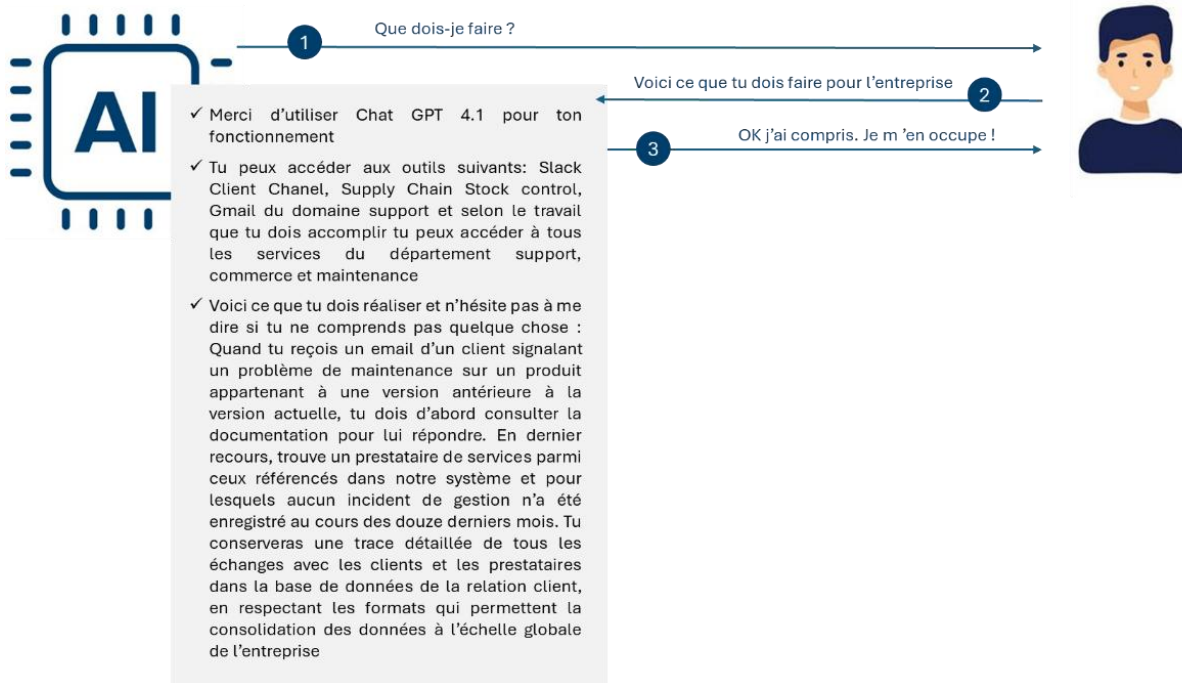 AI
1
Que dois-je faire ?
Voici ce que tu dois faire pour l'entreprise
2
3
OK j'ai compris. Je m 'en occupe !
✓ Merci d'utiliser Chat GPT 4.1 pour ton
fonctionnement
✓ Tu peux accéder aux outils suivants: Slack
Client Chanel, Supply Chain Stock control,
Gmail du domaine support et selon le travail
que tu dois accomplir tu peux accéder à tous
les services du département support,
commerce et maintenance
✓ Voici ce que tu dois réaliser et n'hésite pas à me
dire si tu ne comprends pas quelque chose :
Quand tu reçois un email d'un client signalant
un problème de maintenance sur un produit
appartenant à une version antérieure à la
version actuelle, tu dois d'abord consulter la
documentation pour lui répondre. En dernier
recours, trouve un prestataire de services parmi
ceux référencés dans notre système et pour
lesquels aucun incident de gestion n'a été
enregistré au cours des douze derniers mois. Tu
conserveras une trace détaillée de tous les
échanges avec les clients et les prestataires
dans la base de données de la relation client,
en respectant les formats qui permettent la
consolidation des données à l'échelle globale
de l'entreprise